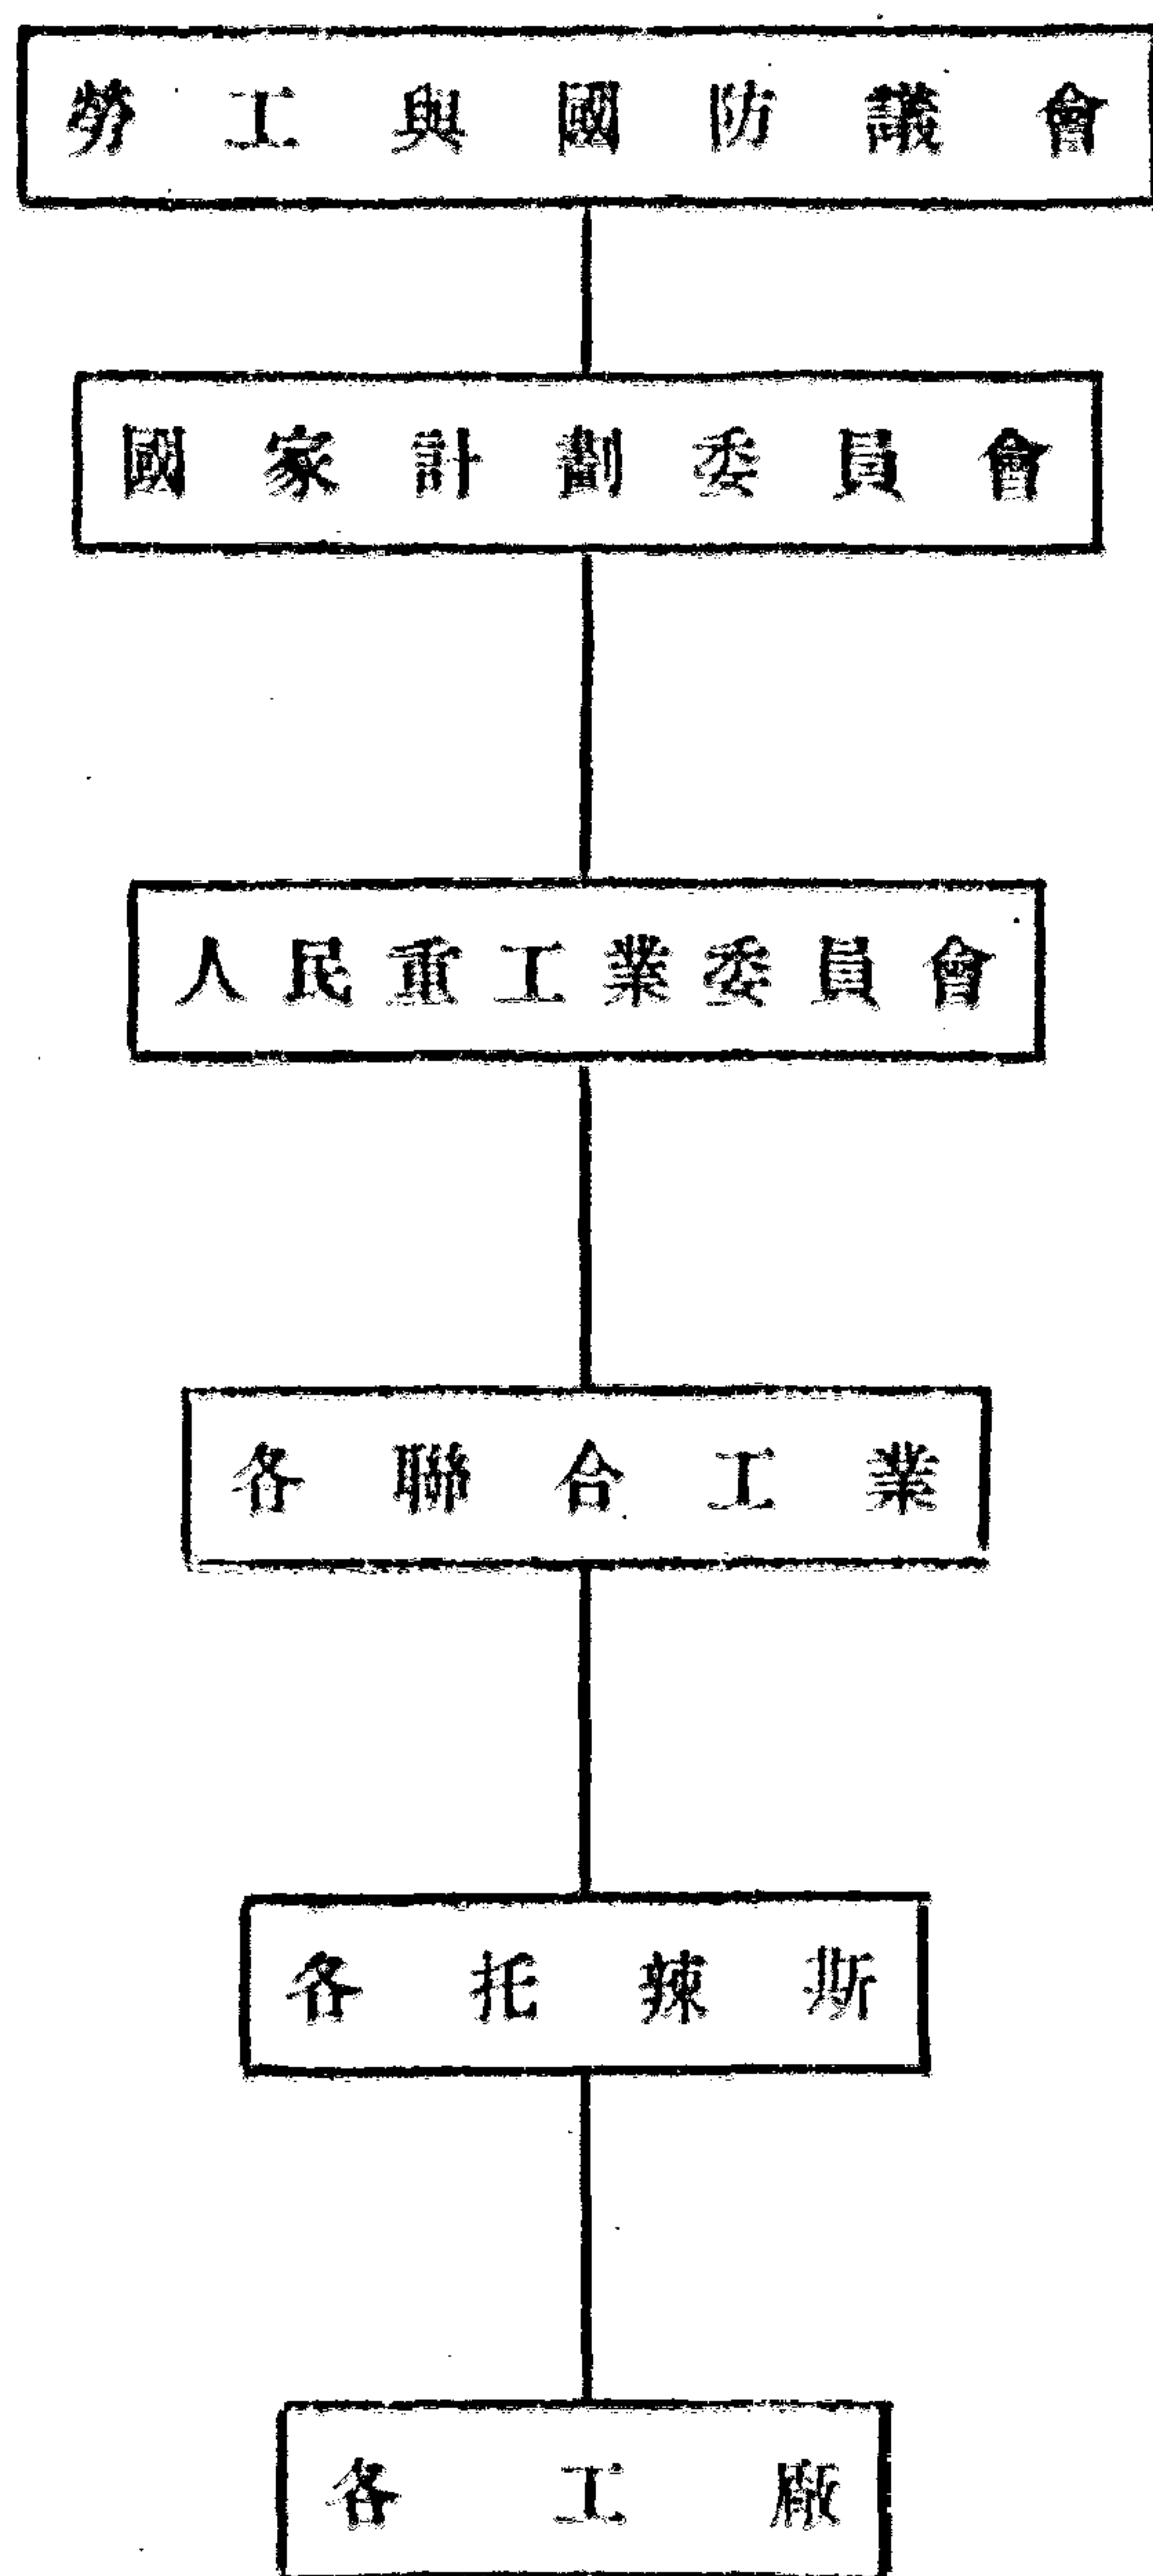 勞工與國防議會
國家計劃委員會
人民重工業委員會
各聯合工業
各托辣斯
各工廠